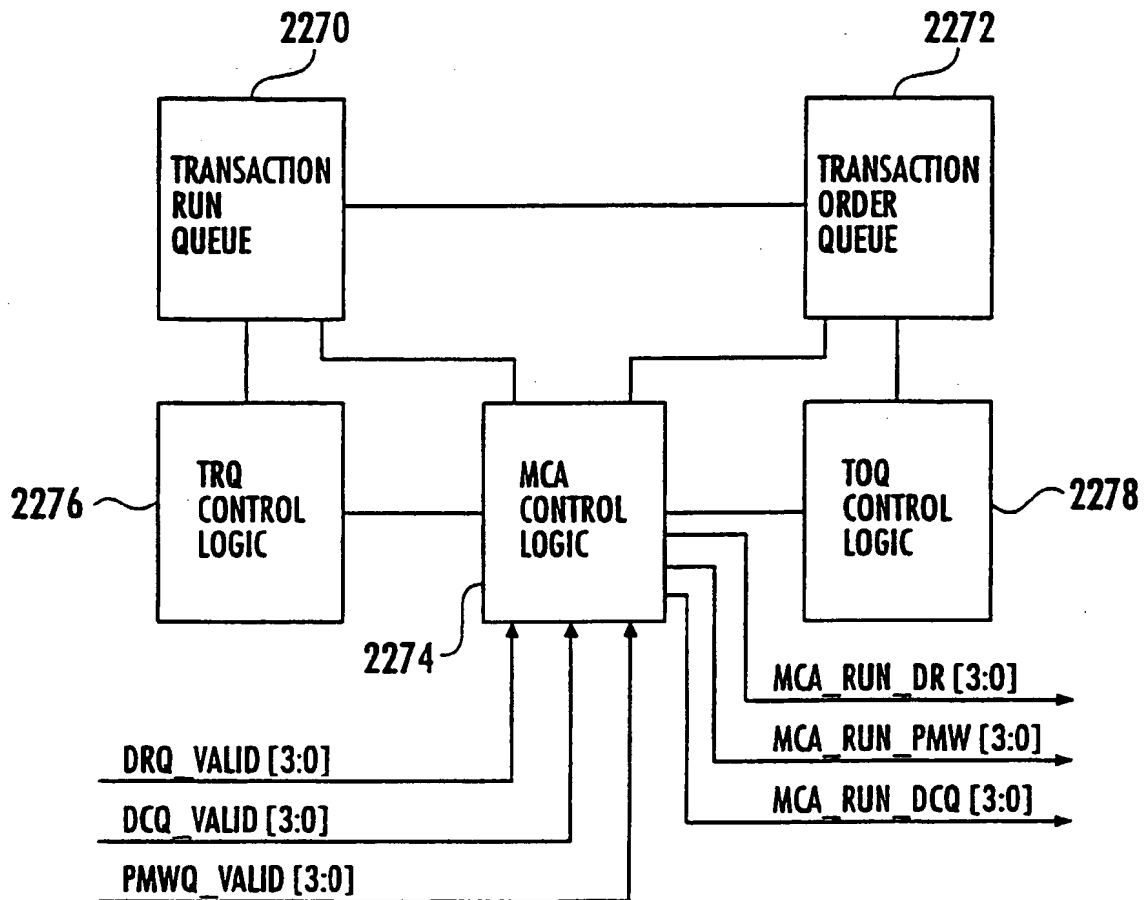 2270
2272
TRANSACTION
RUN
QUEUE
TRANSACTION
ORDER
QUEUE
TRQ
CONTROL
LOGIC
MCA
CONTROL
LOGIC
TOQ
CONTROL
LOGIC
2276
2278
2274
MCA_RUN_DR [3:0]
MCA_RUN_PMW [3:0]
MCA_RUN_DCQ [3:0]
DRQ_VALID [3:0]
DCQ_VALID [3:0]
PMWQ_VALID [3:0]